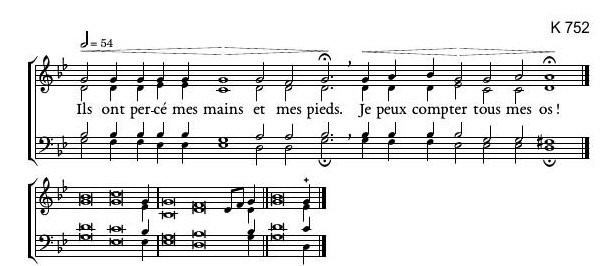 K 752
𝅗𝅥 = 54
Ils ont per-cé mes mains et mes pieds. Je peux compter tous mes os !